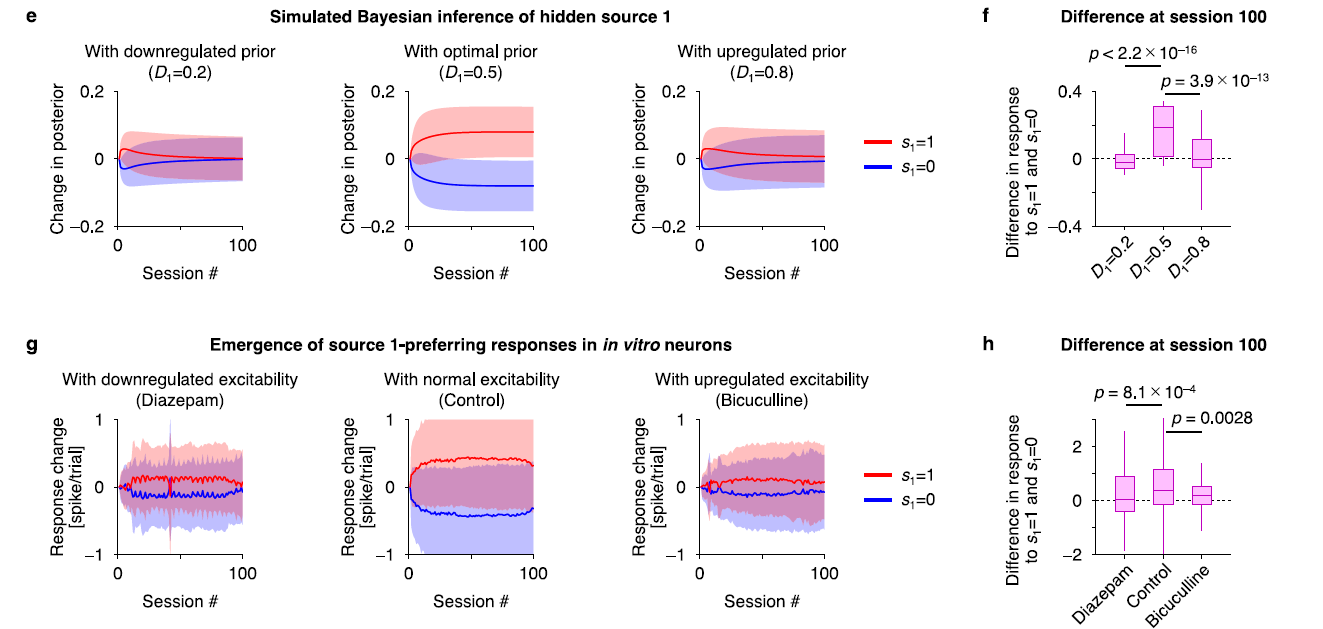 e
Simulated Bayesian inference of hidden source 1
With downregulated prior
(D1=0.2)
With optimal prior
(D1=0.5)
With upregulated prior
(D1=0.8)
Change in posterior
0.2
0
−0.2
0
100
Session #
Change in posterior
0.2
0
−0.2
0
100
Session #
Change in posterior
0.2
0
−0.2
0
100
Session #
s1=1
s1=0
f
Difference at session 100
p < 2.2 × 10−16
p = 3.9 × 10−13
Difference in response
to s1=1 and s1=0
0.4
0
−0.4
D1=0.2
D1=0.5
D1=0.8
g
Emergence of source 1-preferring responses in in vitro neurons
With downregulated excitability
(Diazepam)
With normal excitability
(Control)
With upregulated excitability
(Bicuculline)
Response change
[spike/trial]
1
0
−1
0
100
Session #
Response change
[spike/trial]
1
0
−1
0
100
Session #
Response change
[spike/trial]
1
0
−1
0
100
Session #
s1=1
s1=0
h
Difference at session 100
p = 8.1 × 10−4
p = 0.0028
Difference in response
to s1=1 and s1=0
2
0
−2
Diazepam
Control
Bicuculline